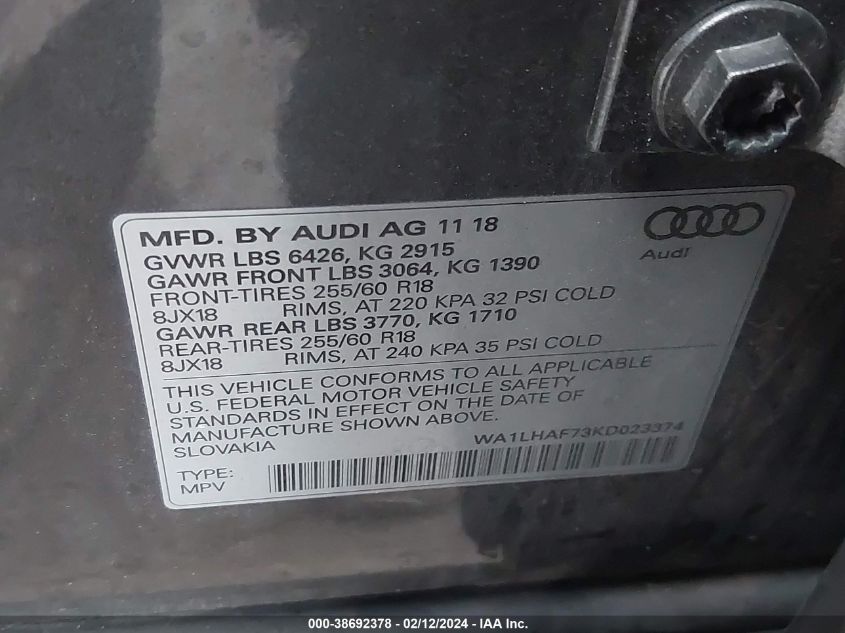 MFD. BY AUDI AG 11 18
GVWR LBS 6426, KG 2915
GAWR FRONT LBS 3064, KG 1390
FRONT-TIRES 255/60 R18
8JX18 RIMS, AT 220 KPA 32 PSI COLD
GAWR REAR LBS 3770, KG 1710
REAR-TIRES 255/60 R18
8JX18 RIMS, AT 240 KPA 35 PSI COLD
Audi
THIS VEHICLE CONFORMS TO ALL APPLICABLE
U.S. FEDERAL MOTOR VEHICLE SAFETY
STANDARDS IN EFFECT ON THE DATE OF
MANUFACTURE SHOWN ABOVE.
SLOVAKIA WA1LHAF73KD023374
TYPE:
MPV
000-38692378 - 02/12/2024 - IAAI Inc.